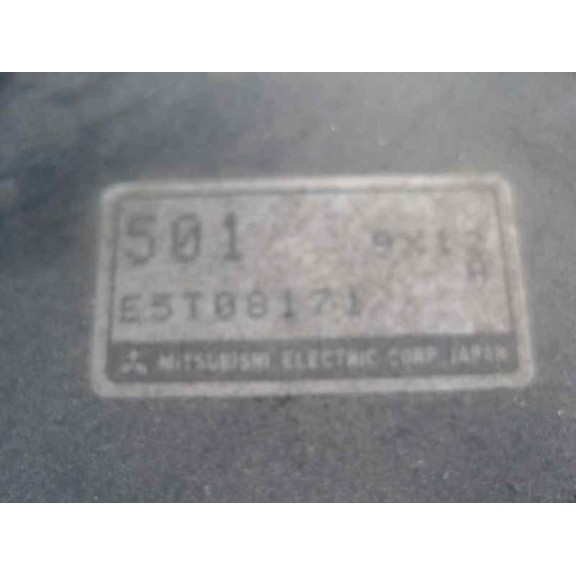 501
E5T08171
MITSUBISHI ELECTRIC CORP. JAPAN